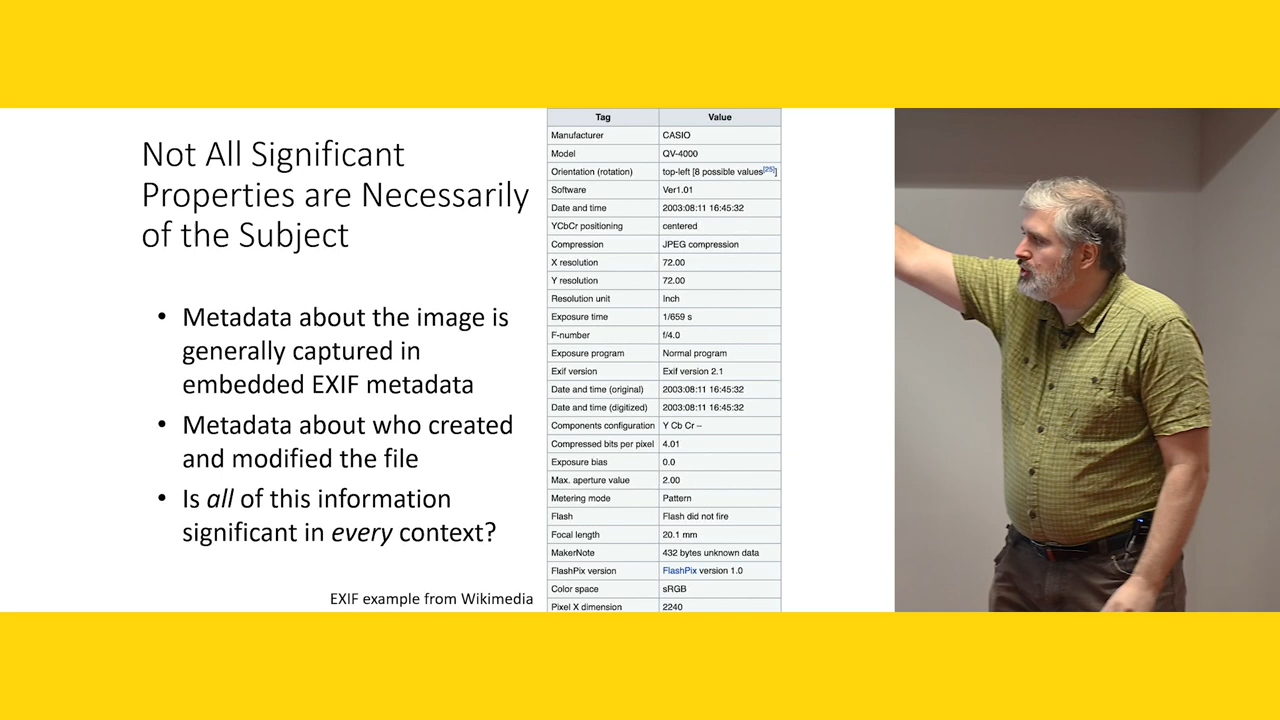 Not All Significant
Properties are Necessarily
of the Subject
• Metadata about the image is
generally captured in
embedded EXIF metadata
• Metadata about who created
and modified the file
• Is all of this information
significant in every context?
EXIF example from Wikimedia
Tag Value
Manufacturer CASIO
Model QV-4000
Orientation (rotation) top-left [8 possible values[25]]
Software Ver1.01
Date and time 2003:08:11 16:45:32
YCbCr positioning centered
Compression JPEG compression
X resolution 72.00
Y resolution 72.00
Resolution unit Inch
Exposure time 1/659 s
F-number f/4.0
Exposure program Normal program
Exif version Exif version 2.1
Date and time (original) 2003:08:11 16:45:32
Date and time (digitized) 2003:08:11 16:45:32
Components configuration Y Cb Cr –
Compressed bits per pixel 4.01
Exposure bias 0.0
Max. aperture value 2.00
Metering mode Pattern
Flash Flash did not fire
Focal length 20.1 mm
MakerNote 432 bytes unknown data
FlashPix version FlashPix version 1.0
Color space sRGB
Pixel X dimension 2240